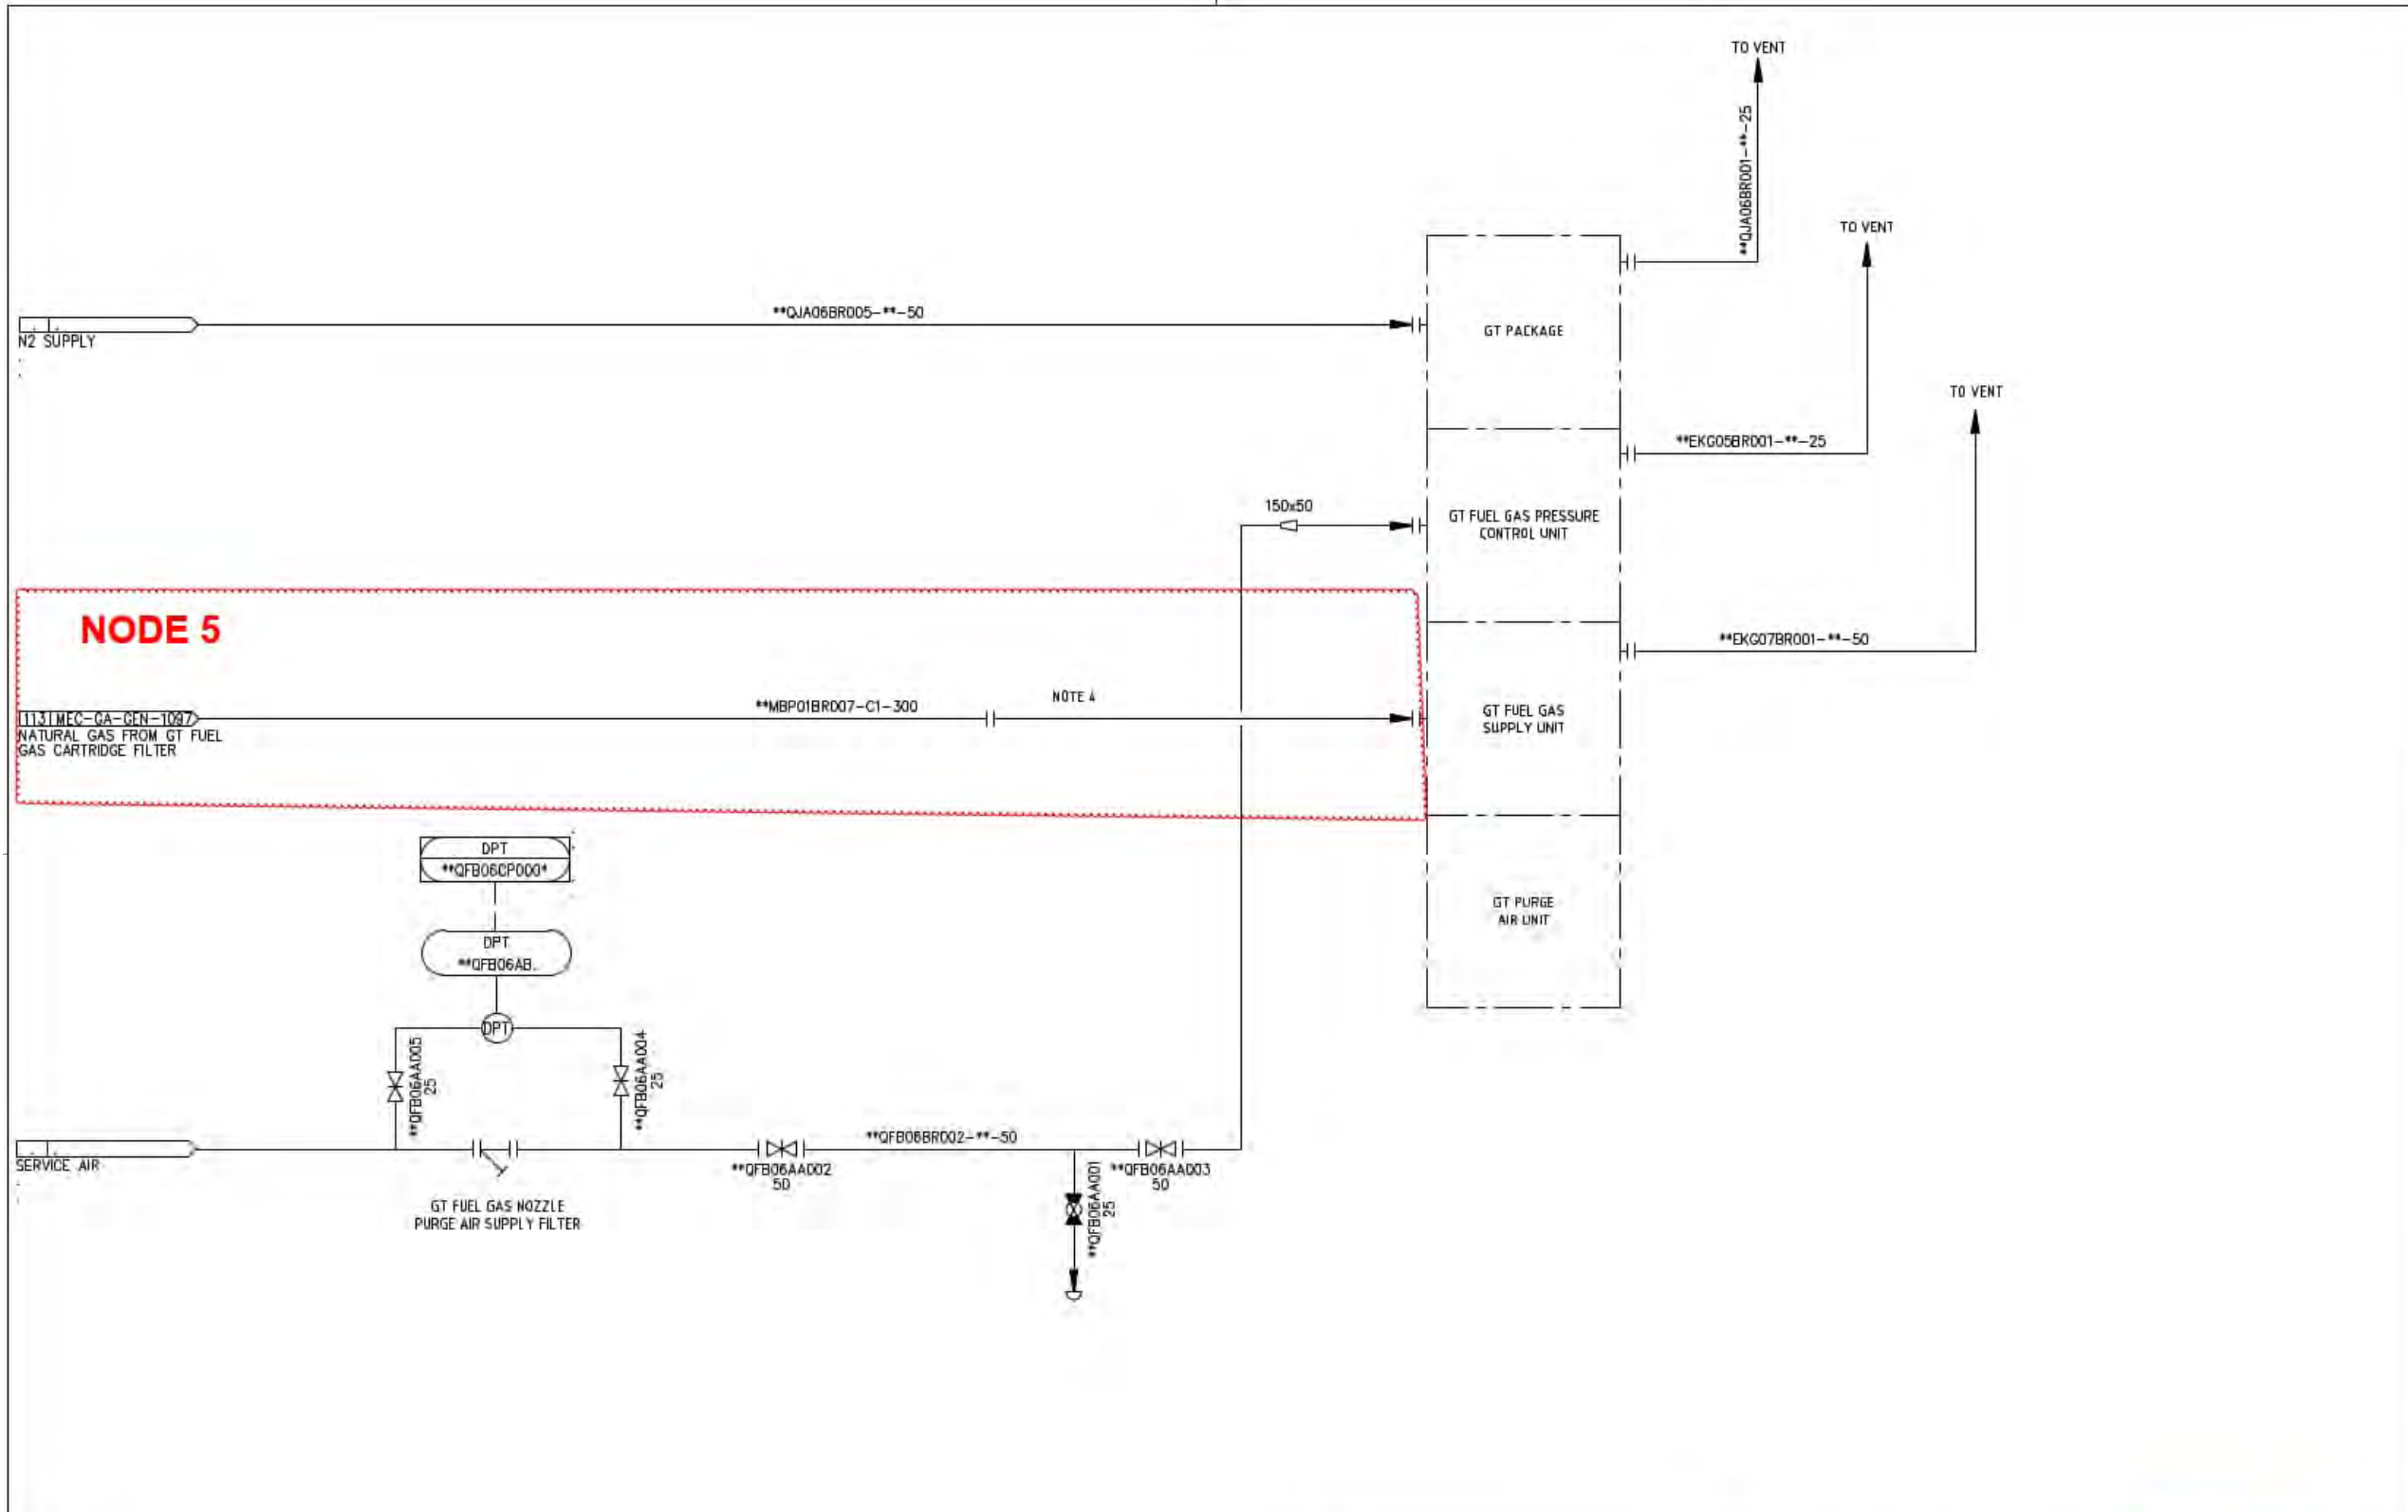 TO VENT
**QJA06BR001-**-25
TO VENT
**QJA06BR005-**-50
N2 SUPPLY
GT PACKAGE
TO VENT
**EKG05BR001-**-25
150x50
GT FUEL GAS PRESSURE
CONTROL UNIT
NODE 5
**EKG07BR001-**-50
**MBP01BR007-C1-300
NOTE 4
113 MEC-GA-GEN-1097
NATURAL GAS FROM GT FUEL
GAS CARTRIDGE FILTER
GT FUEL GAS
SUPPLY UNIT
DPT
**QFB06CP000*
GT PURGE
AIR UNIT
DPT
**QFB06AB.
DPT
**QFB06AA005
25
**QFB06AA004
25
SERVICE AIR
**QFB06BR002-**-50
**QFB06AA002
50
**QFB06AA001
25
**QFB06AA003
50
GT FUEL GAS NOZZLE
PURGE AIR SUPPLY FILTER